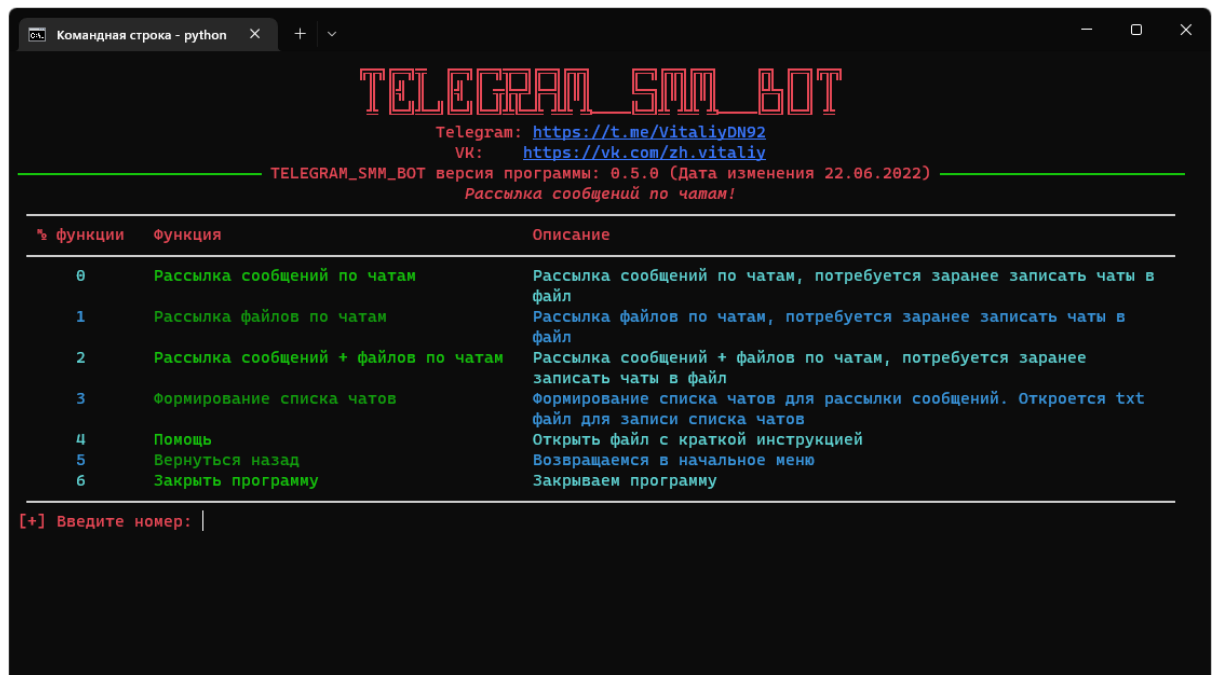 Командная строка - python
TELEGRAM_SMM_BOT
Telegram: https://t.me/VitaliyDN92
VK: https://vk.com/zh.vitaliy
TELEGRAM_SMM_BOT версия программы: 0.5.0 (Дата изменения 22.06.2022)
Рассылка сообщений по чатам!
№ функции Функция Описание
0 Рассылка сообщений по чатам Рассылка сообщений по чатам, потребуется заранее записать чаты в
файл
1 Рассылка файлов по чатам Рассылка файлов по чатам, потребуется заранее записать чаты в
файл
2 Рассылка сообщений + файлов по чатам Рассылка сообщений + файлов по чатам, потребуется заранее
записать чаты в файл
3 Формирование списка чатов Формирование списка чатов для рассылки сообщений. Откроется txt
файл для записи списка чатов
4 Помощь Открыть файл с краткой инструкцией
5 Вернуться назад Возвращаемся в начальное меню
6 Закрыть программу Закрываем программу
[+] Введите номер: